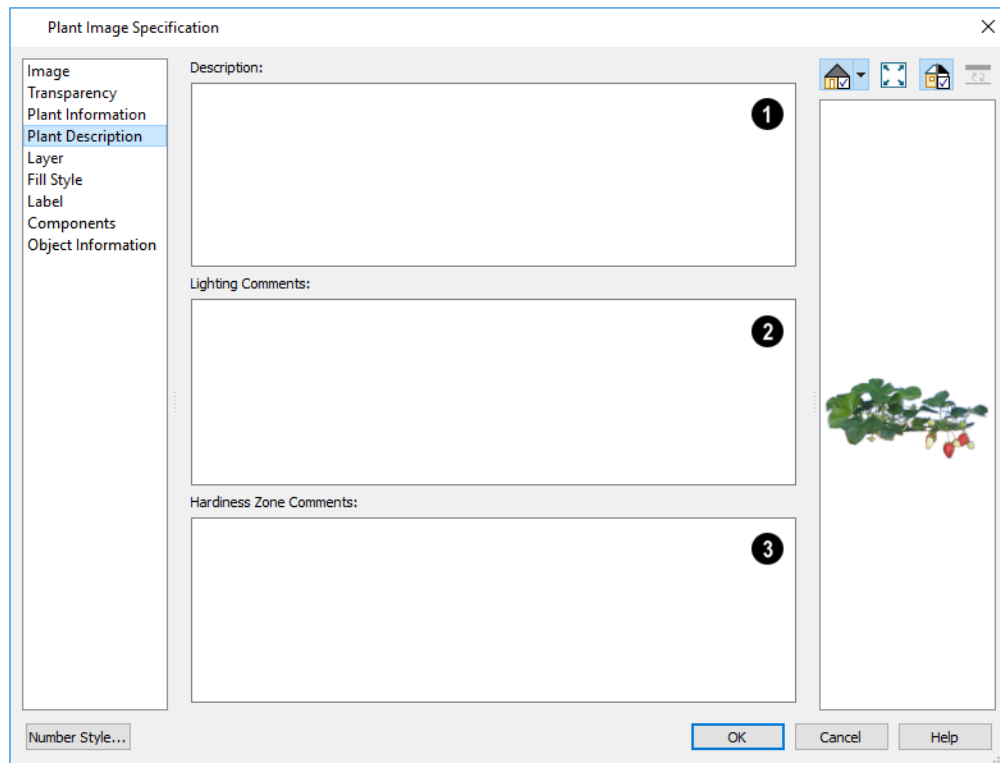 Plant Image Specification
Image
Transparency
Plant Information
Plant Description
Layer
Fill Style
Label
Components
Object Information
Description:
1
Lighting Comments:
2
Hardiness Zone Comments:
3
Number Style...
OK
Cancel
Help